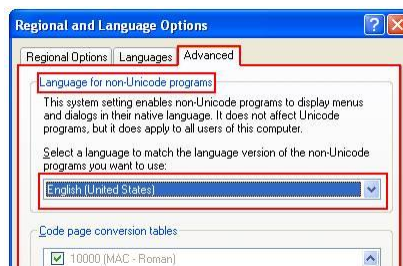 Regional and Language Options
Regional Options Languages Advanced
Language for non-Unicode programs
This system setting enables non-Unicode programs to display menus
and dialogs in their native language. It does not affect Unicode
programs, but it does apply to all users of this computer.
Select a language to match the language version of the non-Unicode
programs you want to use:
English (United States)
Code page conversion tables
10000 (MAC - Roman)